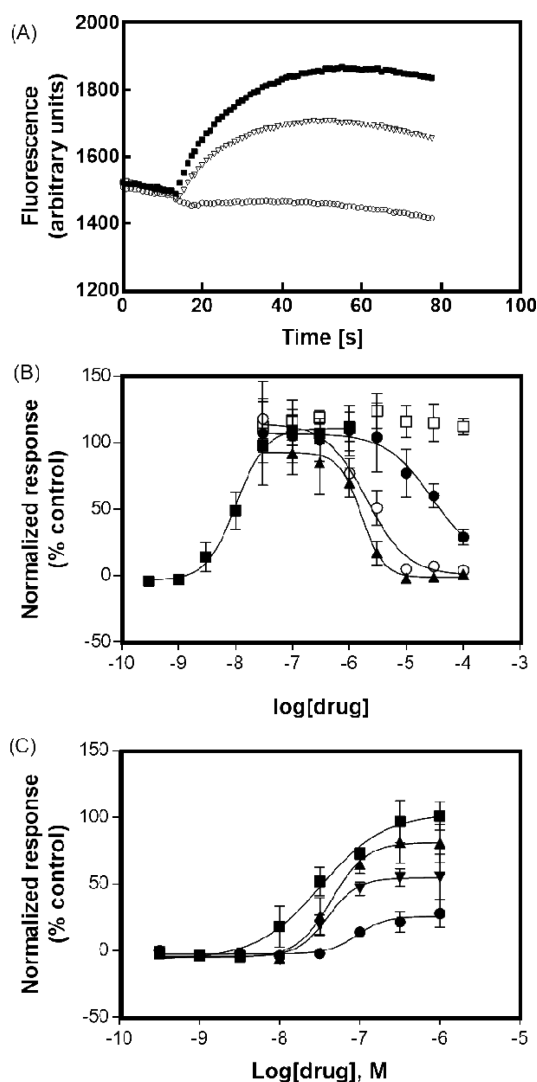 (A)
2000
1800
1600
1400
1200
Fluorescence
(arbitrary units)
0 20 40 60 80 100
Time [s]
(B)
150
100
50
0
-50
Normalized response
(% control)
-10 -9 -8 -7 -6 -5 -4 -3
log[drug]
(C)
150
100
50
0
-50
Normalized response
(% control)
-10 -9 -8 -7 -6 -5
Log[drug], M